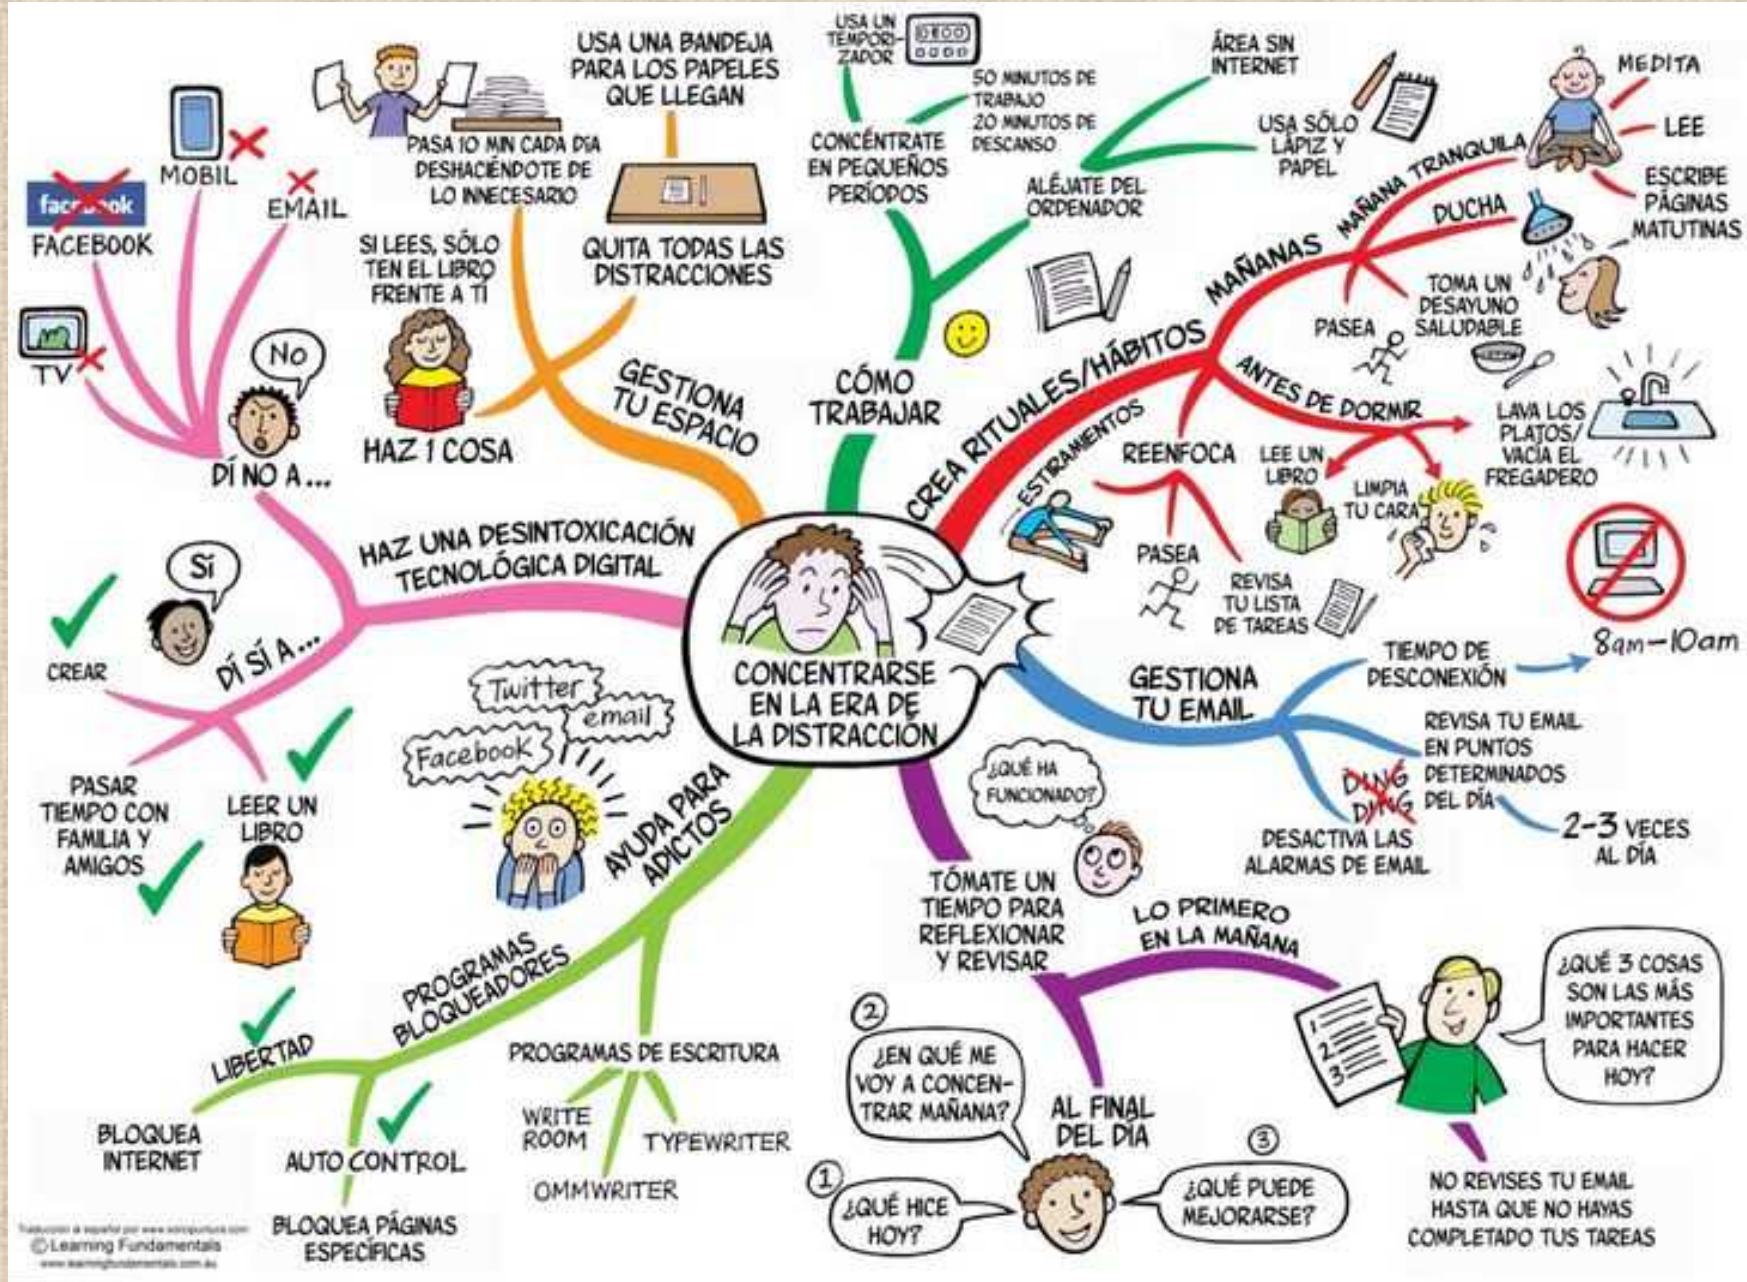 CONCENTRARSE
EN LA ERA DE
LA DISTRACCIÓN
CÓMO
TRABAJAR
CONCÉNTRATE
EN PEQUEÑOS
PERÍODOS
USA UN
TEMPORI-
ZADOR
50 MINUTOS DE
TRABAJO
20 MINUTOS DE
DESCANSO
ALÉJATE DEL
ORDENADOR
ÁREA SIN
INTERNET
USA SÓLO
LÁPIZ Y
PAPEL
CREA RITUALES/HÁBITOS
MAÑANAS
MAÑANA TRANQUILA
MEDITA
LEE
ESCRIBE
PÁGINAS
MATUTINAS
DUCHA
TOMA UN
DESAYUNO
SALUDABLE
PASEA
ANTES DE DORMIR
LAVA LOS
PLATOS/
VACÍA EL
FREGADERO
LEE UN
LIBRO
LIMPIA
TU CARA
REENFOCA
ESTIRAMIENTOS
PASEA
REVISA
TU LISTA
DE TAREAS
GESTIONA
TU EMAIL
TIEMPO DE
DESCONEXIÓN
8am-10am
REVISA TU EMAIL
EN PUNTOS
DETERMINADOS
DEL DÍA
2-3 VECES
AL DÍA
DING
DING
DESACTIVA LAS
ALARMAS DE EMAIL
¿QUÉ HA
FUNCIONADO?
TÓMATE UN
TIEMPO PARA
REFLEXIONAR
Y REVISAR
LO PRIMERO
EN LA MAÑANA
1
2
3
¿QUÉ 3 COSAS
SON LAS MÁS
IMPORTANTES
PARA HACER
HOY?
NO REVISES TU EMAIL
HASTA QUE NO HAYAS
COMPLETADO TUS TAREAS
AL FINAL
DEL DÍA
1
¿QUÉ HICE
HOY?
2
¿EN QUÉ ME
VOY A CONCEN-
TRAR MAÑANA?
3
¿QUÉ PUEDE
MEJORARSE?
AYUDA PARA
ADICTOS
Twitter
email
Facebook
PROGRAMAS DE ESCRITURA
WRITE
ROOM
OMMWRITER
TYPEWRITER
PROGRAMAS
BLOQUEADORES
LIBERTAD
BLOQUEA
INTERNET
AUTO CONTROL
BLOQUEA PÁGINAS
ESPECÍFICAS
HAZ UNA DESINTOXICACIÓN
TECNOLÓGICA DIGITAL
DÍ NO A...
No
TV
facebook
FACEBOOK
MOBIL
EMAIL
DÍ SÍ A...
Sí
CREAR
PASAR
TIEMPO CON
FAMILIA Y
AMIGOS
LEER UN
LIBRO
GESTIONA
TU ESPACIO
PASA 10 MIN CADA DIA
DESHACIÉNDOTE DE
LO INNECESARIO
USA UNA BANDEJA
PARA LOS PAPELES
QUE LLEGAN
QUITA TODAS LAS
DISTRACCIONES
SI LEES, SÓLO
TEN EL LIBRO
FRENTE A TÍ
HAZ 1 COSA
Traducción al español por
© Learning Fundamentals
www.learningfundamentals.com.au